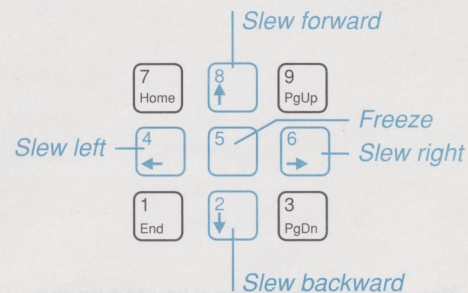 Slew forward
7 8 9
Home PgUp
Freeze
Slew left 4 5 6 Slew right
1 2 3
End PgDn
Slew backward